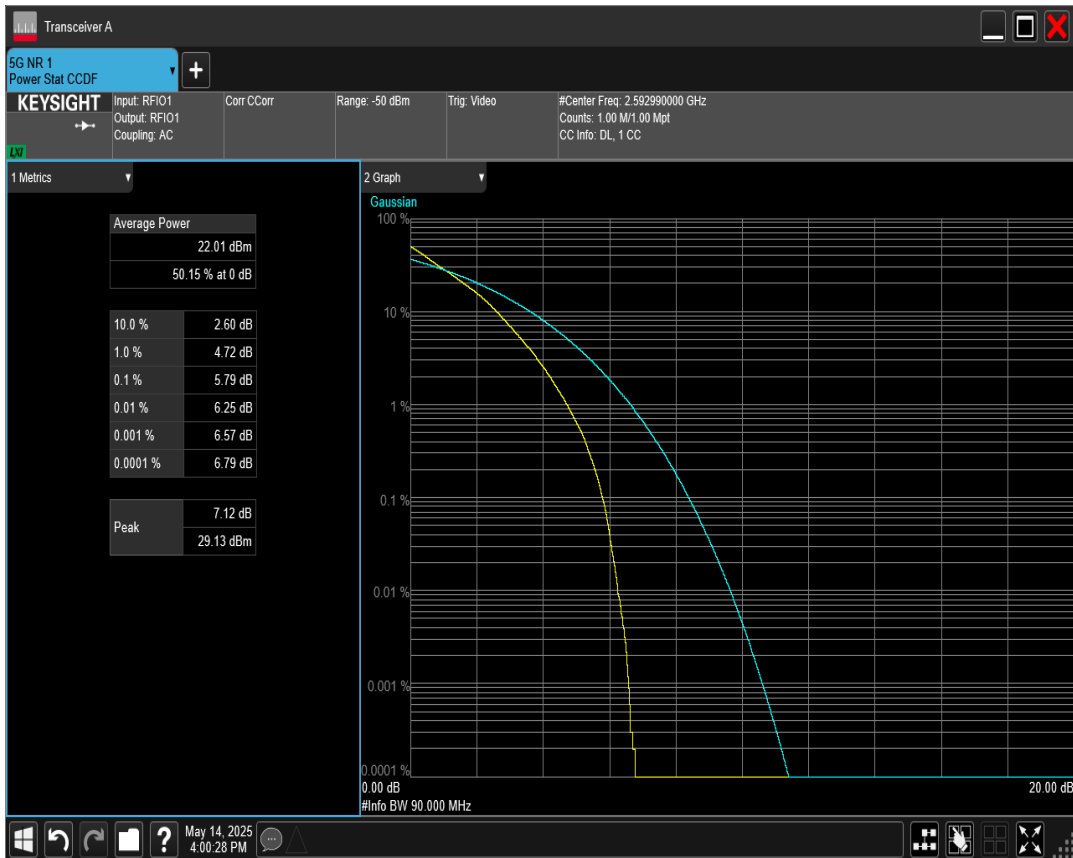 Transceiver A
5G NR 1
Power Stat CCDF
KEYSIGHT
LXI
Input: RFIO1
Output: RFIO1
Coupling: AC
Corr CCorr
Range: -50 dBm
Trig: Video
#Center Freq: 2.592990000 GHz
Counts: 1.00 M/1.00 Mpt
CC Info: DL, 1 CC
1 Metrics
Average Power
22.01 dBm
50.15 % at 0 dB
10.0 % 2.60 dB
1.0 % 4.72 dB
0.1 % 5.79 dB
0.01 % 6.25 dB
0.001 % 6.57 dB
0.0001 % 6.79 dB
Peak 7.12 dB
29.13 dBm
2 Graph
Gaussian
100 %
10 %
1 %
0.1 %
0.01 %
0.001 %
0.0001 %
0.00 dB 20.00 dB
#Info BW 90.000 MHz
? May 14, 2025
4:00:28 PM